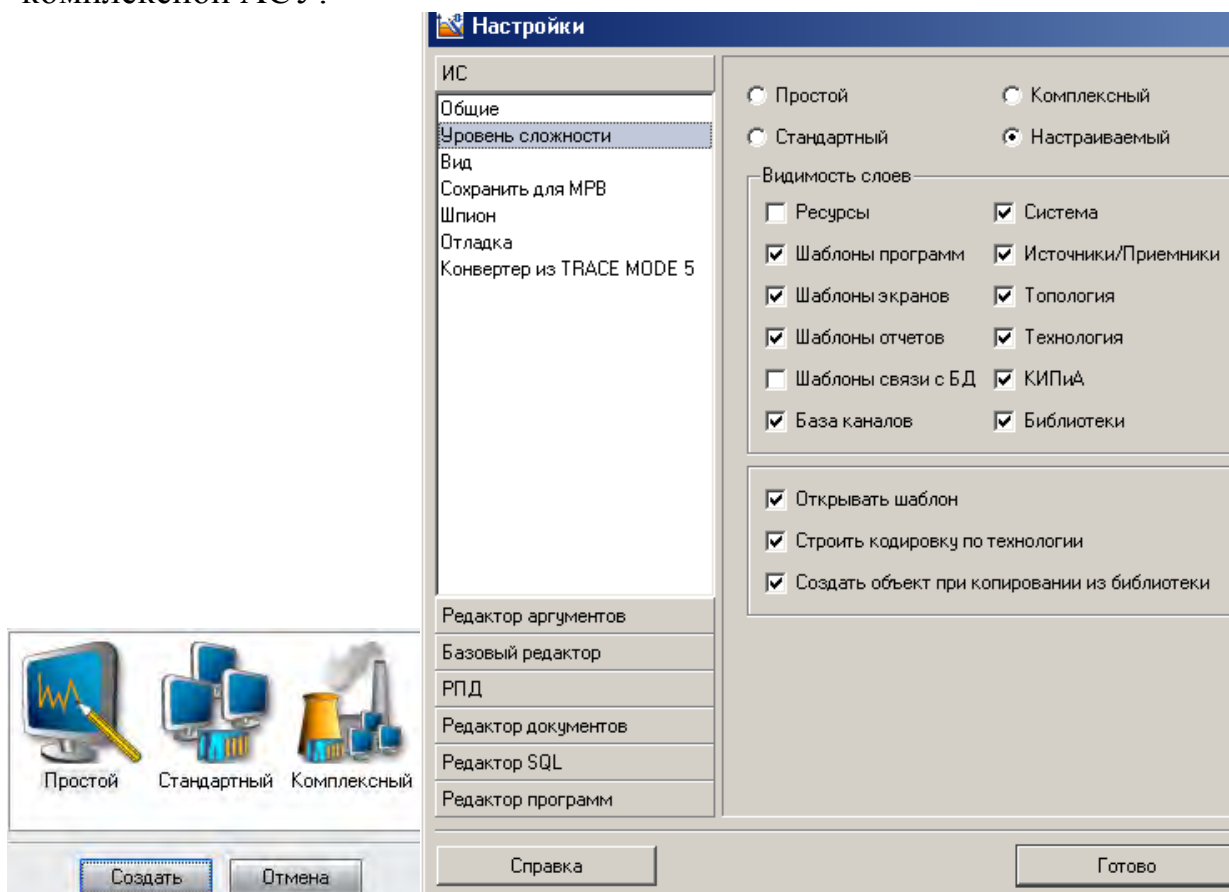 комплексной АСУ?
Настройки
ИС
Общие
Уровень сложности
Вид
Сохранить для МРВ
Шпион
Отладка
Конвертер из TRACE MODE 5
Редактор аргументов
Базовый редактор
РПД
Редактор документов
Редактор SQL
Редактор программ
Простой
Комплексный
Стандартный
Настраиваемый
Видимость слоев
Ресурсы
Система
Шаблоны программ
Источники/Приемники
Шаблоны экранов
Топология
Шаблоны отчетов
Технология
Шаблоны связи с БД
КИПиА
База каналов
Библиотеки
Открывать шаблон
Строить кодировку по технологии
Создать объект при копировании из библиотеки
Справка
Готово
Простой
Стандартный
Комплексный
Создать
Отмена